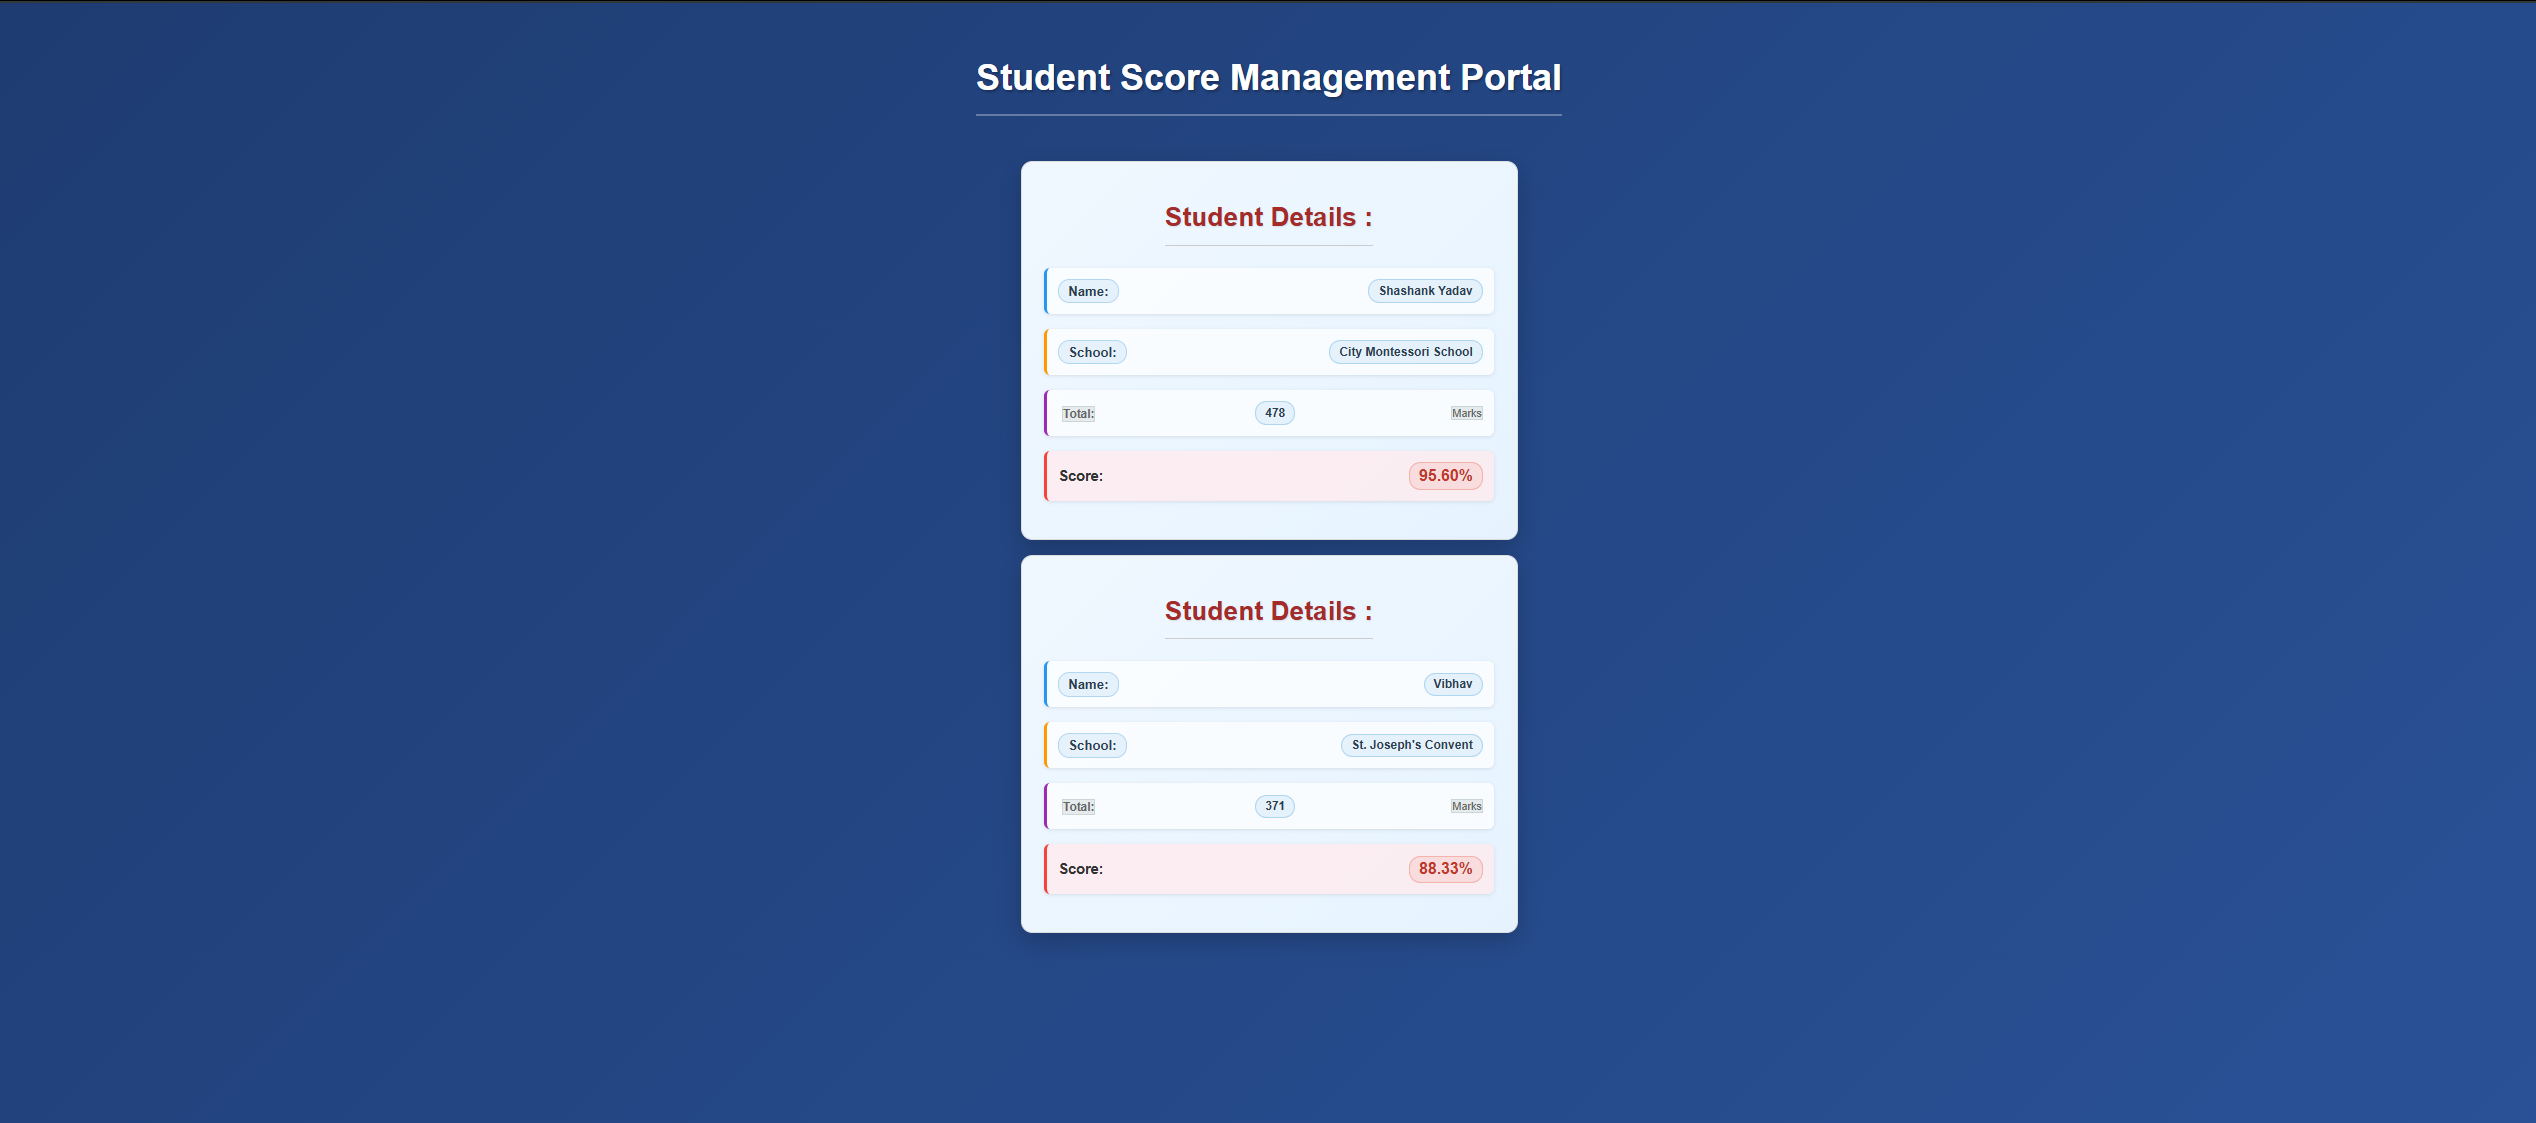 Student Score Management Portal
Student Details :
Name: Shashank Yadav
School: City Montessori School
Total: 478 Marks
Score: 95.60%
Student Details :
Name: Vibhav
School: St. Joseph's Convent
Total: 371 Marks
Score: 88.33%